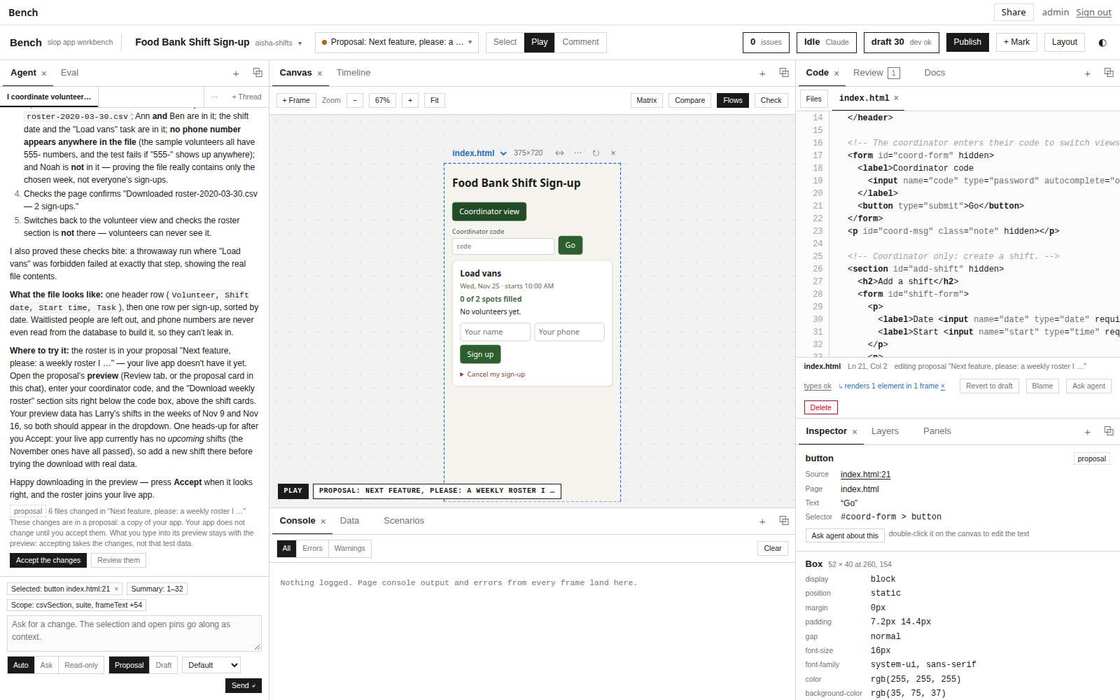 Bench
Share admin Sign out
Bench slop app workbench Food Bank Shift Sign-up aisha-shifts ▾ Proposal: Next feature, please: a … ▾ Select Play Comment 0 issues Idle Claude draft 30 dev ok Publish + Mark Layout
Agent × Eval +
I coordinate volunteer… ··· + Thread
roster-2020-03-30.csv ; Ann and Ben are in it; the shift
date and the "Load vans" task are in it; no phone number
appears anywhere in the file (the sample volunteers all have
555- numbers, and the test fails if "555-" shows up anywhere);
and Noah is not in it — proving the file really contains only the
chosen week, not everyone's sign-ups.
4. Checks the page confirms "Downloaded roster-2020-03-30.csv
— 2 sign-ups."
5. Switches back to the volunteer view and checks the roster
section is not there — volunteers can never see it.
I also proved these checks bite: a throwaway run where "Load
vans" was forbidden failed at exactly that step, showing the real
file contents.
What the file looks like: one header row ( Volunteer, Shift
date, Start time, Task ), then one row per sign-up, sorted by
date. Waitlisted people are left out, and phone numbers are never
even read from the database to build it, so they can't leak in.
Where to try it: the roster is in your proposal "Next feature,
please: a weekly roster I …" — your live app doesn't have it yet.
Open the proposal's preview (Review tab, or the proposal card in
this chat), enter your coordinator code, and the "Download weekly
roster" section sits right below the code box, above the shift cards.
Your preview data has Larry's shifts in the weeks of Nov 9 and Nov
16, so both should appear in the dropdown. One heads-up for after
you Accept: your live app currently has no upcoming shifts (the
November ones have all passed), so add a new shift there before
trying the download with real data.
Happy downloading in the preview — press Accept when it looks
right, and the roster joins your live app.
proposal 6 files changed in "Next feature, please: a weekly roster I …"
These changes are in a proposal: a copy of your app. Your app does not
change until you accept them. What you type into its preview stays with the
preview: accepting takes the changes, not that test data.
Accept the changes Review them
Selected: button index.html:21 × Summary: 1–32
Scope: csvSection, suite, frameText +54
Ask for a change. The selection and open pins go along as
context.
Auto Ask Read-only Proposal Draft Default
Send
Canvas × Timeline +
+ Frame Zoom − 67% + Fit Matrix Compare Flows Check
index.html 375×720 ⇔ ··· ↻ ×
Food Bank Shift Sign-up
Coordinator view
Coordinator code
code Go
Load vans
Wed, Nov 25 · starts 10:00 AM
0 of 2 spots filled
No volunteers yet.
Your name Your phone
Sign up
▸ Cancel my sign-up
PLAY PROPOSAL: NEXT FEATURE, PLEASE: A WEEKLY ROSTER I …
Console × Data Scenarios +
All Errors Warnings Clear
Nothing logged. Page console output and errors from every frame land here.
Code × Review 1 Docs +
Files index.html ×
14 </header>
15
16 <!-- The coordinator enters their code to switch views
17 <form id="coord-form" hidden>
18 <label>Coordinator code
19 <input name="code" type="password" autocomplete="o
20 </label>
21 <button type="submit">Go</button>
22 </form>
23 <p id="coord-msg" class="note" hidden></p>
24
25 <!-- Coordinator only: create a shift. -->
26 <section id="add-shift" hidden>
27 <h2>Add a shift</h2>
28 <form id="shift-form">
29 <p>
30 <label>Date <input name="date" type="date" requi
31 <label>Start <input name="start" type="time" req
32 </p>
33 <p>
index.html Ln 21, Col 2 editing proposal "Next feature, please: a weekly roster I …"
types ok ↳ renders 1 element in 1 frame × Revert to draft Blame Ask agent
Delete
Inspector × Layers Panels +
button proposal
Source index.html:21
Page index.html
Text "Go"
Selector #coord-form > button
Ask agent about this double-click it on the canvas to edit the text
Box 52 × 40 at 260, 154
display block
position static
margin 0px
padding 7.2px 14.4px
gap normal
font-size 16px
font-family system-ui, sans-serif
color rgb(255, 255, 255)
background-color rgb(35, 75, 37)